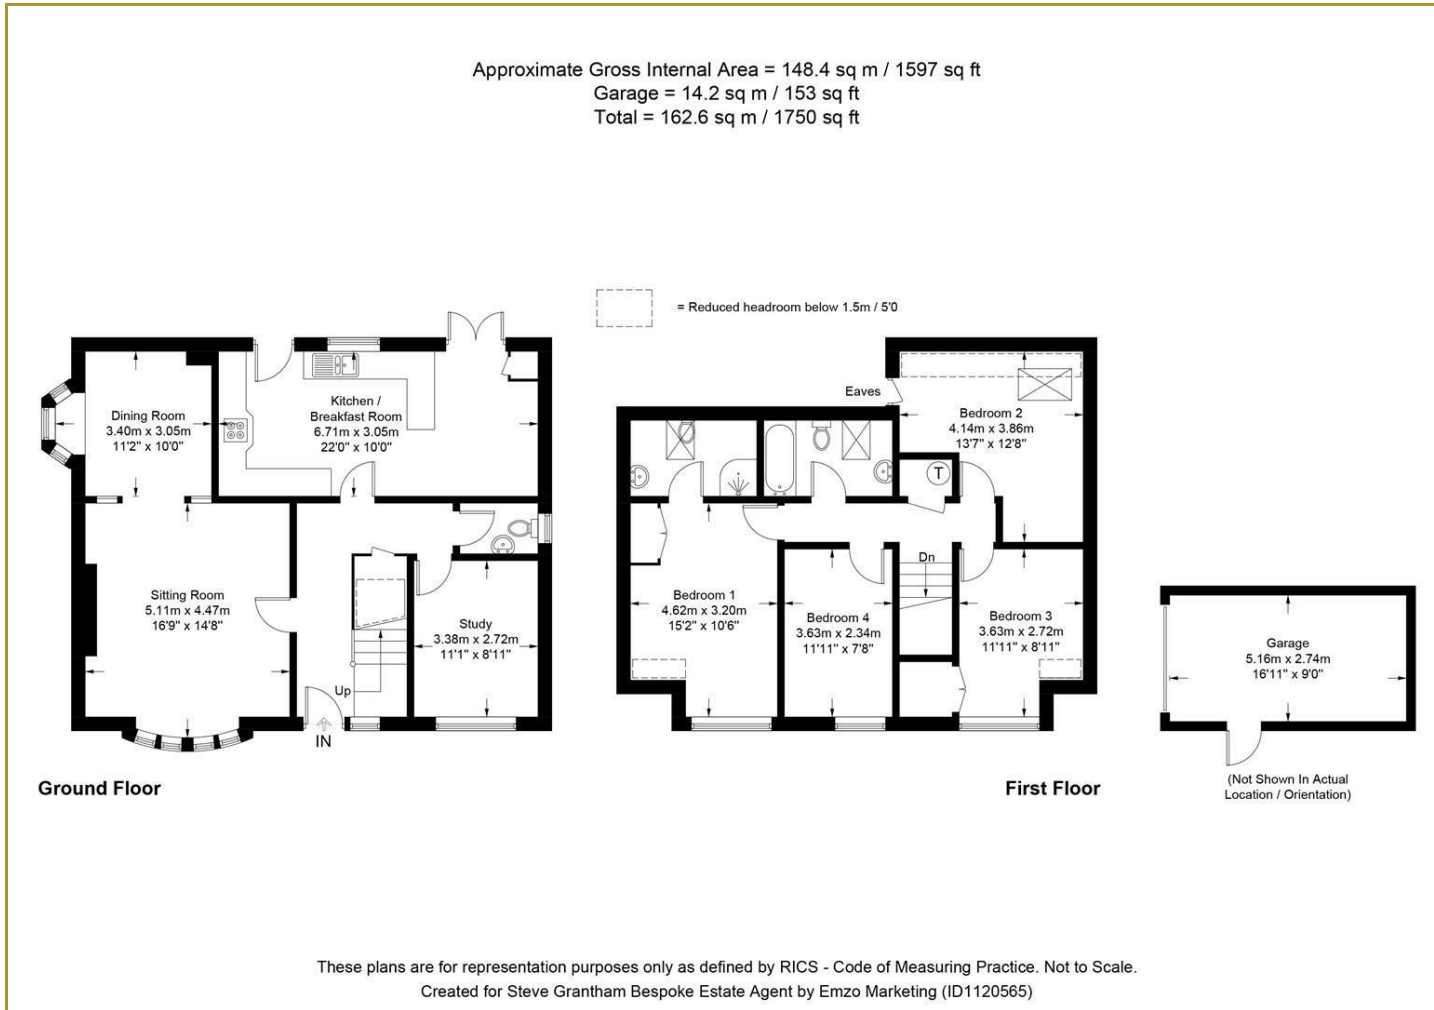 Approximate Gross Internal Area = 148.4 sq m / 1597 sq ft
Garage = 14.2 sq m / 153 sq ft
Total = 162.6 sq m / 1750 sq ft
= Reduced headroom below 1.5m / 5'0
Dining Room
3.40m x 3.05m
11'2" x 10'0"
Kitchen /
Breakfast Room
6.71m x 3.05m
22'0" x 10'0"
Sitting Room
5.11m x 4.47m
16'9" x 14'8"
Study
3.38m x 2.72m
11'1" x 8'11"
Up
IN
Ground Floor
Eaves
Bedroom 2
4.14m x 3.86m
13'7" x 12'8"
T
Dn
Bedroom 1
4.62m x 3.20m
15'2" x 10'6"
Bedroom 4
3.63m x 2.34m
11'11" x 7'8"
Bedroom 3
3.63m x 2.72m
11'11" x 8'11"
First Floor
Garage
5.16m x 2.74m
16'11" x 9'0"
(Not Shown In Actual
Location / Orientation)
These plans are for representation purposes only as defined by RICS - Code of Measuring Practice. Not to Scale.
Created for Steve Grantham Bespoke Estate Agent by Emzo Marketing (ID1120565)